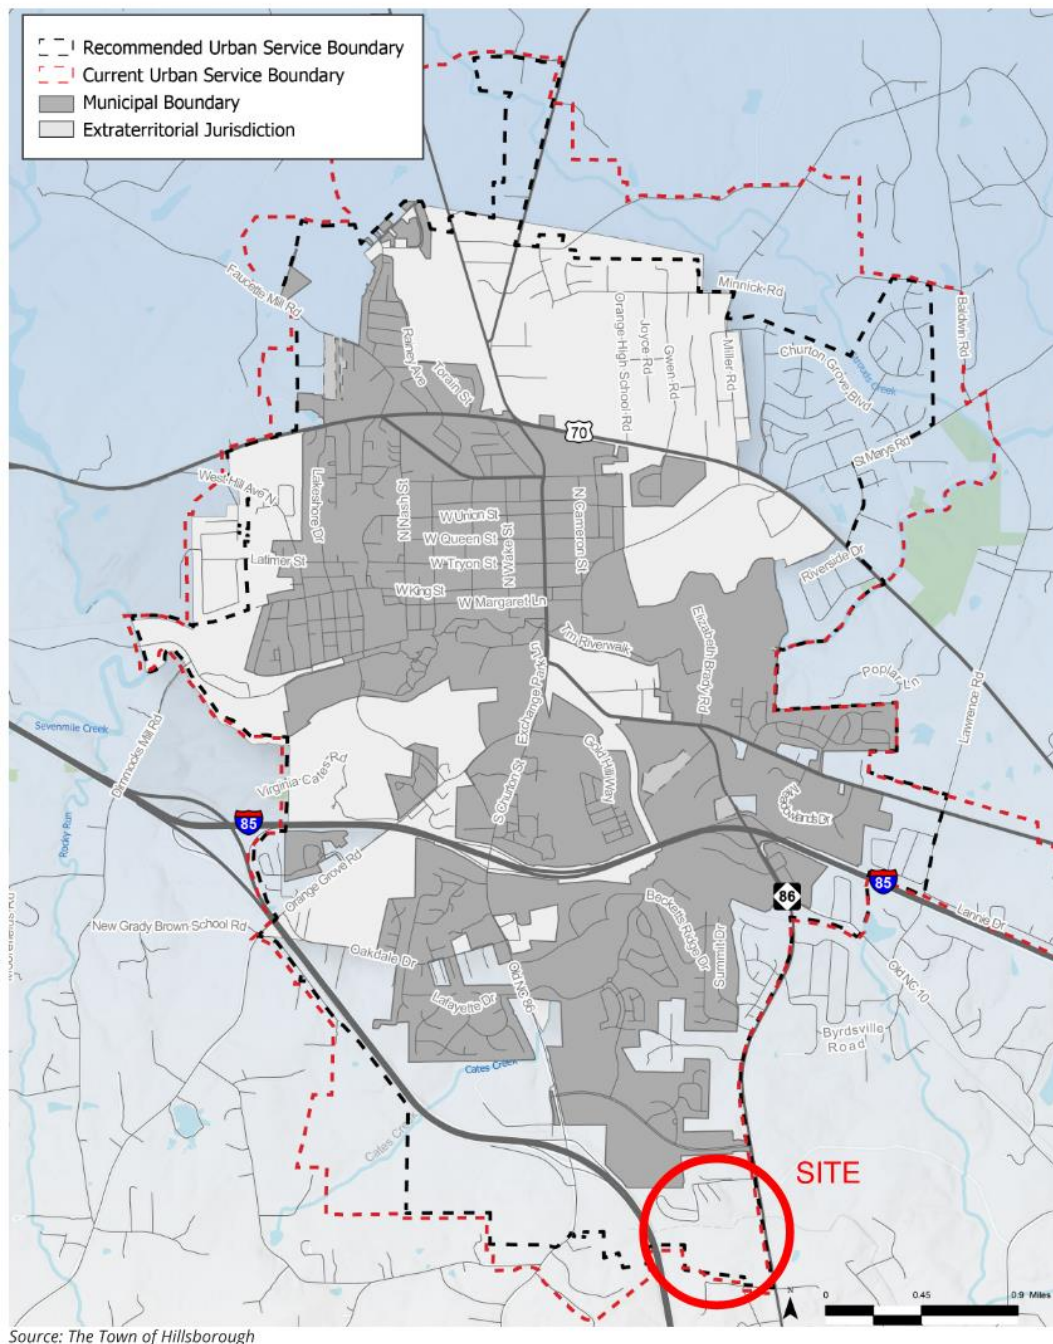 Recommended Urban Service Boundary
Current Urban Service Boundary
Municipal Boundary
Extraterritorial Jurisdiction
Faucette Mill Rd
Rainey Ave
Torain St
Orange High School Rd
Joyce Rd
Gwen Rd
Miller Rd
Minnick Rd
Baldwin Rd
Churton Grove Blvd
Strouds Creek
St Marys Rd
70
West Hill Ave N
Lakeshore Dr
N Nash St
W Union St
W Queen St
W Tryon St
N Wake St
N Cameron St
Latimer St
W King St
W Margaret Ln
Riverside Dr
Tm Riverwalk
Elizabeth Brady Rd
Poplar Ln
Lawrence Rd
Exchange Park Ln
Sevenmile Creek
Dimmocks Mill Rd
Virginia Cates Rd
S Churton St
Gold Hill Way
Meadowlands Dr
Rocky Run
85
Orange Grove Rd
85
86
Becketts Ridge Dr
Summit Dr
Lannie Dr
New Grady Brown School Rd
Oakdale Dr
Old NC 86
Old NC 10
Lafayette Dr
Byrdsville
Road
Cates Creek
Cates Creek
SITE
N
0 0.45 0.9 Miles
Source: The Town of Hillsborough